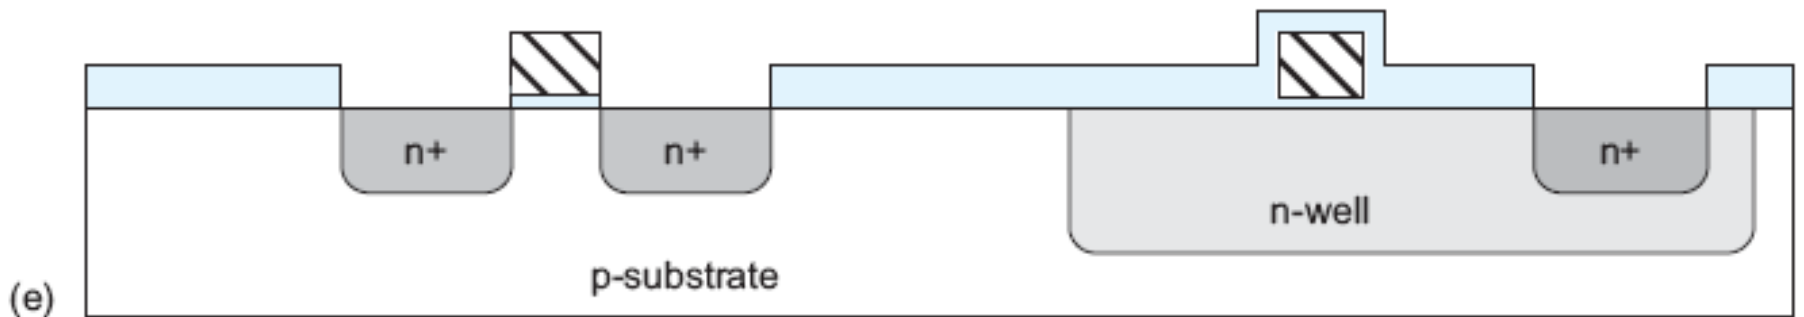 n+
n+
n+
n-well
p-substrate
(e)